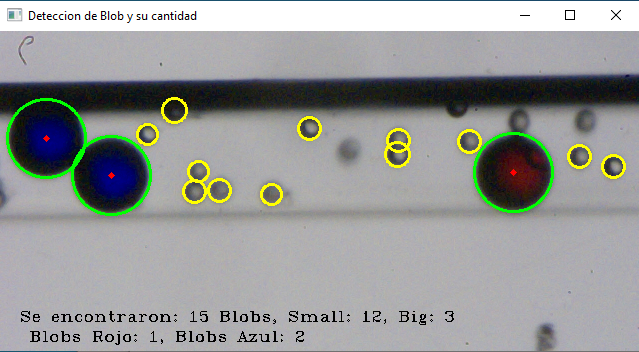 Deteccion de Blob y su cantidad
Se encontraron: 15 Blobs, Small: 12, Big: 3
Blobs Rojo: 1, Blobs Azul: 2